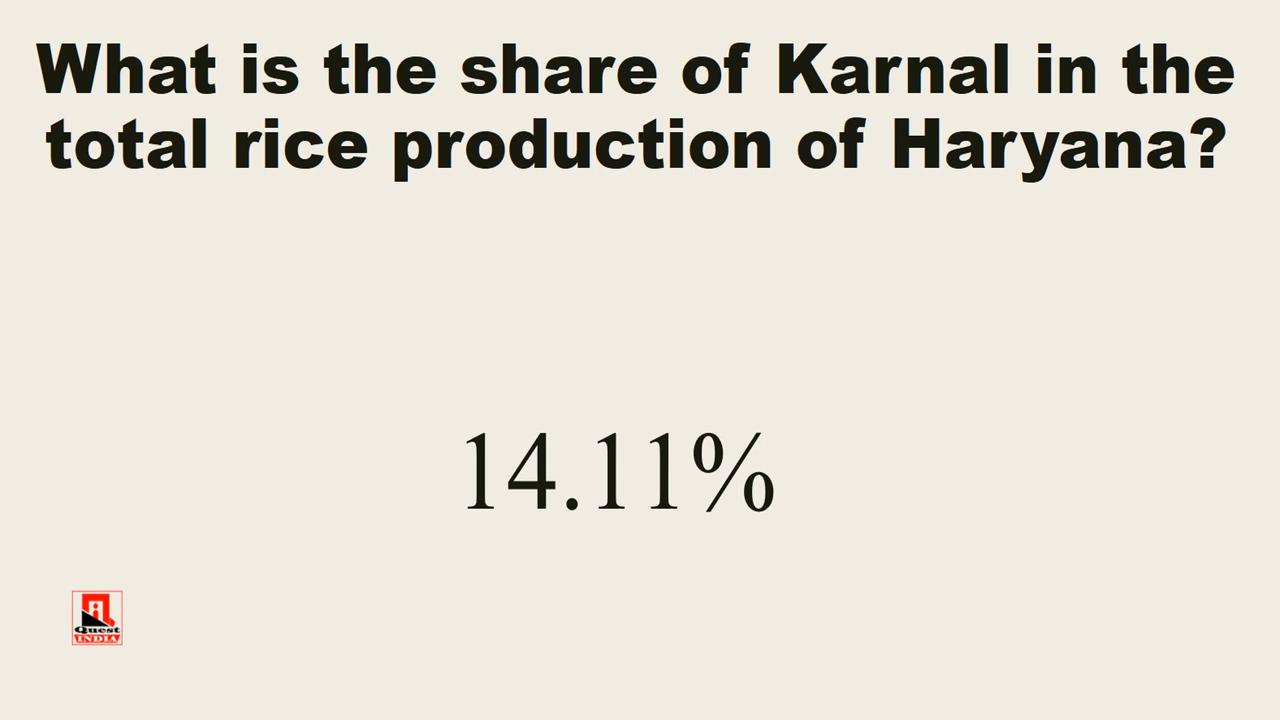 What is the share of Karnal in the
total rice production of Haryana?
14.11%
Quest
INDIA